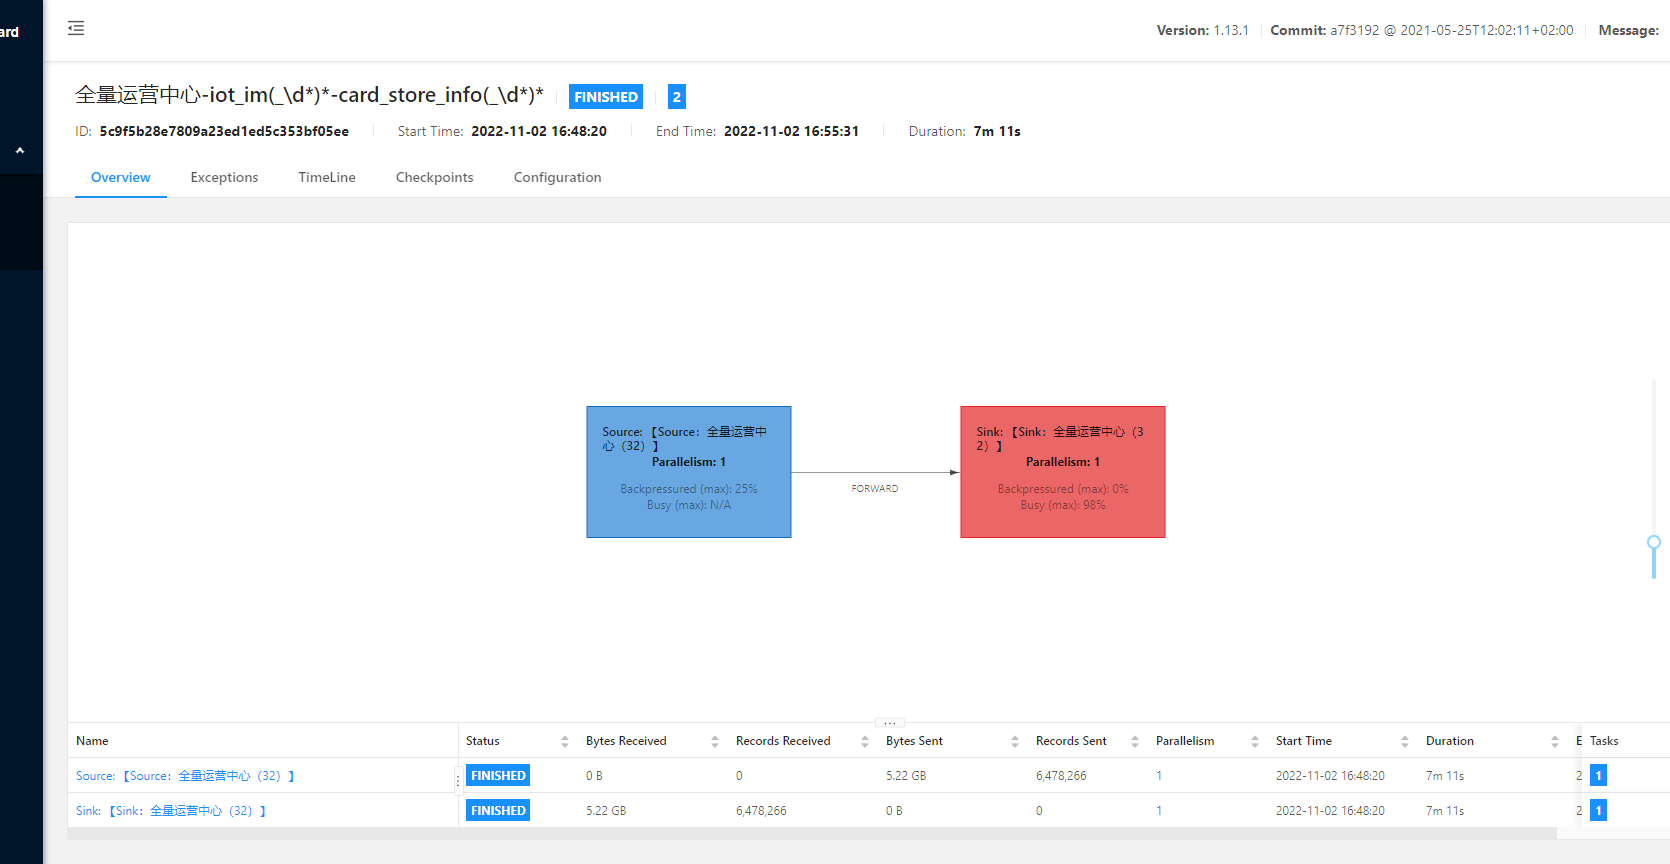 ard
Version: 1.13.1 Commit: a7f3192 @ 2021-05-25T12:02:11+02:00 Message:
全量运营中心-iot_im(_\d*)*-card_store_info(_\d*)* FINISHED 2
ID: 5c9f5b28e7809a23ed1ed5c353bf05ee Start Time: 2022-11-02 16:48:20 End Time: 2022-11-02 16:55:31 Duration: 7m 11s
Overview Exceptions TimeLine Checkpoints Configuration
Source: 【Source：全量运营中
心（32）】
Parallelism: 1
Backpressured (max): 25%
Busy (max): N/A
FORWARD
Sink: 【Sink：全量运营中心（3
2）】
Parallelism: 1
Backpressured (max): 0%
Busy (max): 98%
Name Status Bytes Received Records Received Bytes Sent Records Sent Parallelism Start Time Duration E Tasks
Source: 【Source：全量运营中心（32）】 FINISHED 0 B 0 5.22 GB 6,478,266 1 2022-11-02 16:48:20 7m 11s 2 1
Sink: 【Sink：全量运营中心（32）】 FINISHED 5.22 GB 6,478,266 0 B 0 1 2022-11-02 16:48:20 7m 11s 2 1